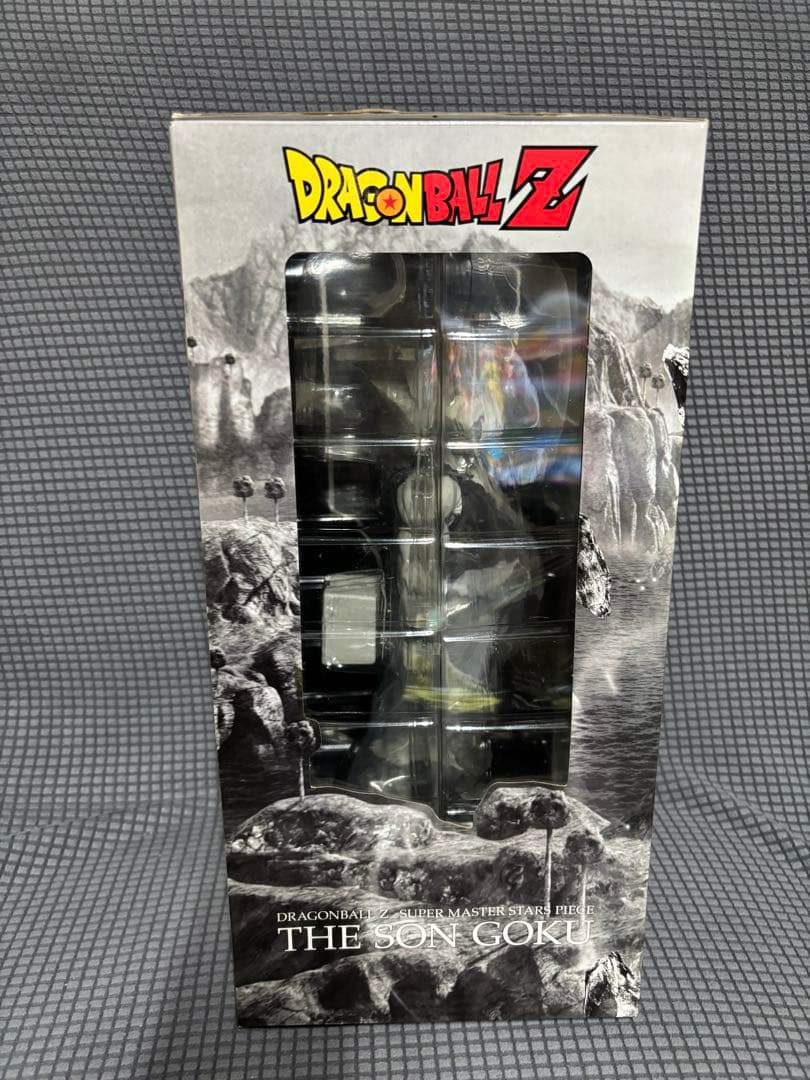 DRAGONBALL Z
DRAGONBALL Z SUPER MASTER STARS PIECE
THE SON GOKU